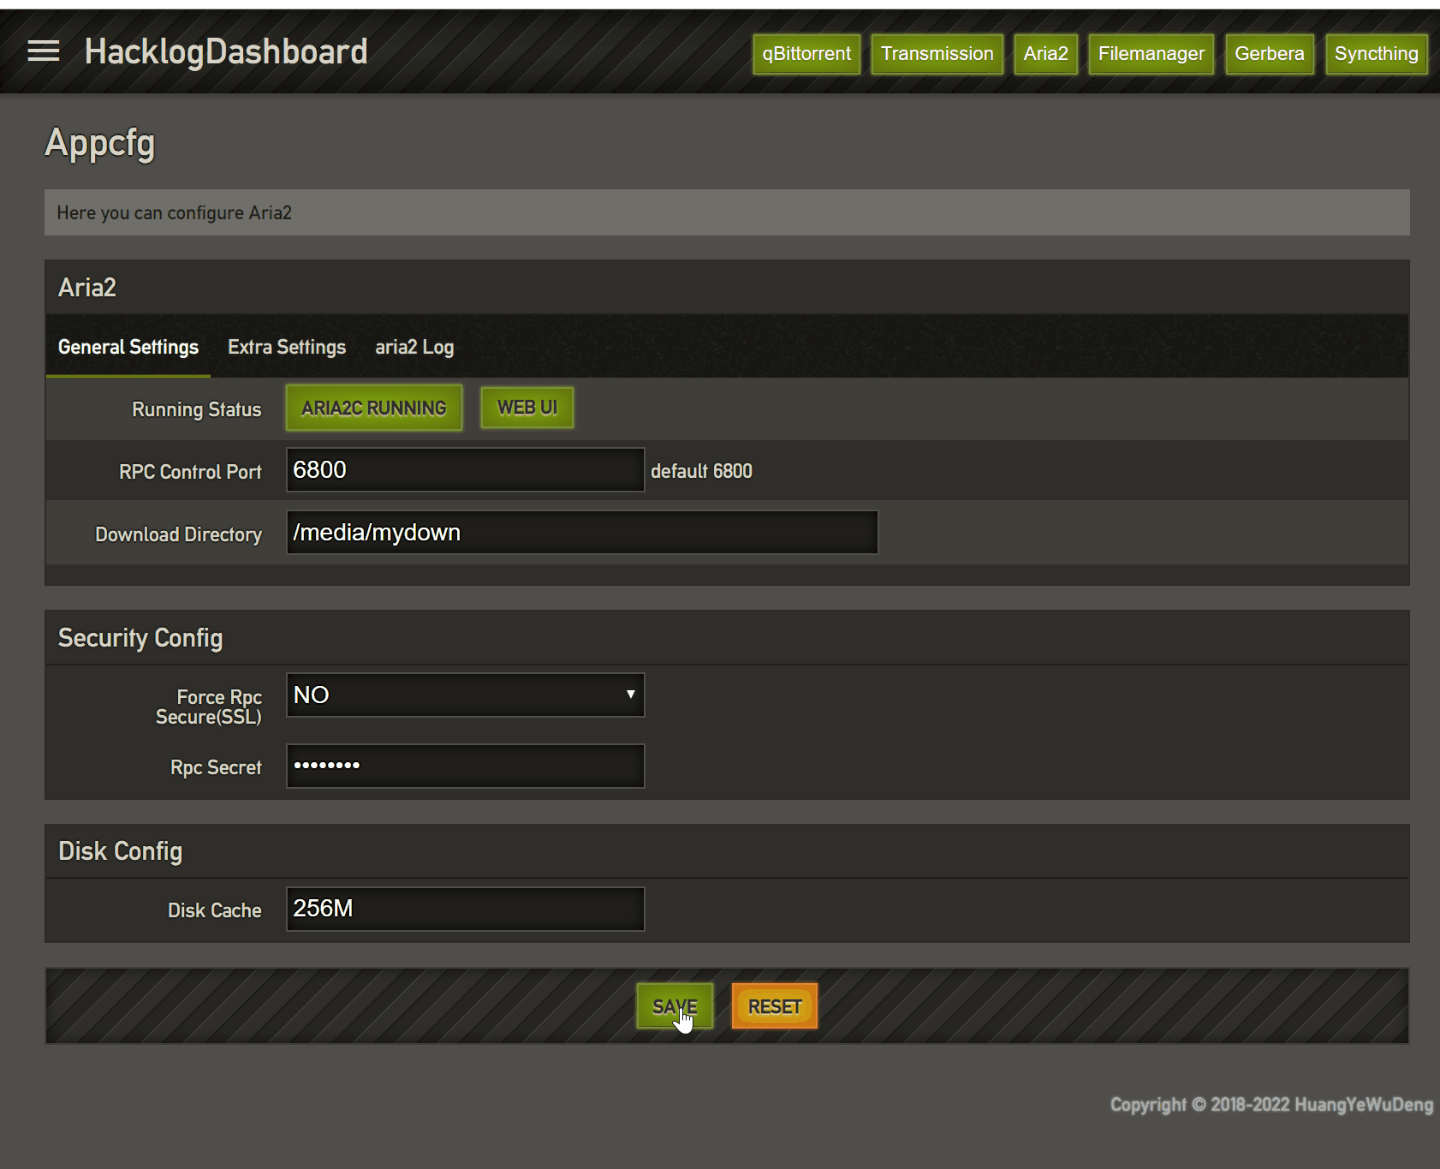 HacklogDashboard
qBittorrent Transmission Aria2 Filemanager Gerbera Syncthing
Appcfg
Here you can configure Aria2
Aria2
General Settings Extra Settings aria2 Log
Running Status ARIA2C RUNNING WEB UI
RPC Control Port 6800 default 6800
Download Directory /media/mydown
Security Config
Force Rpc
Secure(SSL) NO
Rpc Secret ••••••••
Disk Config
Disk Cache 256M
SAVE RESET
Copyright © 2018-2022 HuangYeWuDeng